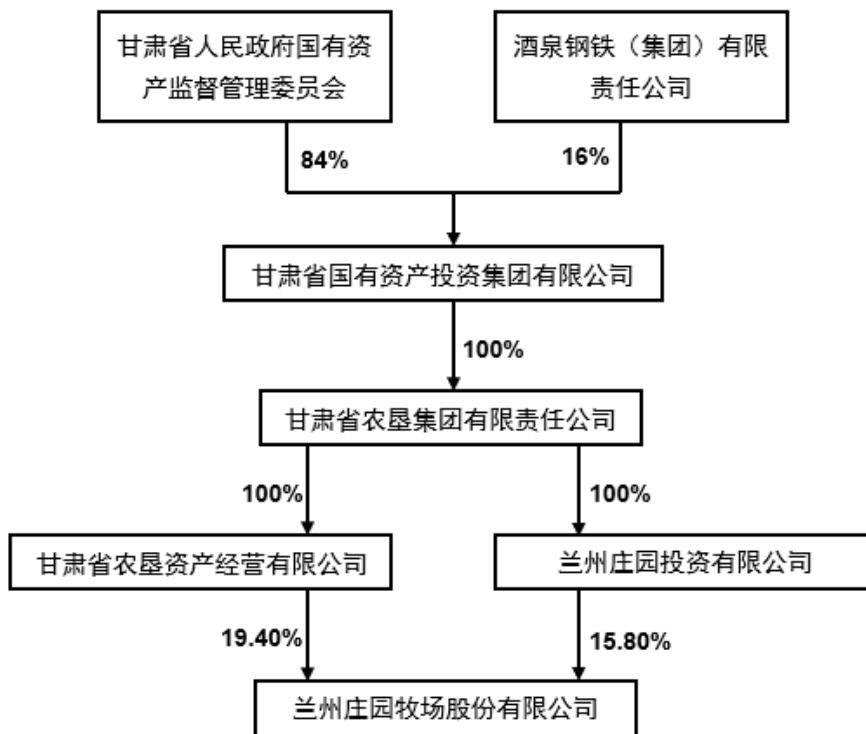 甘肃省人民政府国有资
产监督管理委员会
酒泉钢铁（集团）有限
责任公司
84%
16%
甘肃省国有资产投资集团有限公司
100%
甘肃省农垦集团有限责任公司
100%
100%
甘肃省农垦资产经营有限公司
兰州庄园投资有限公司
19.40%
15.80%
兰州庄园牧场股份有限公司